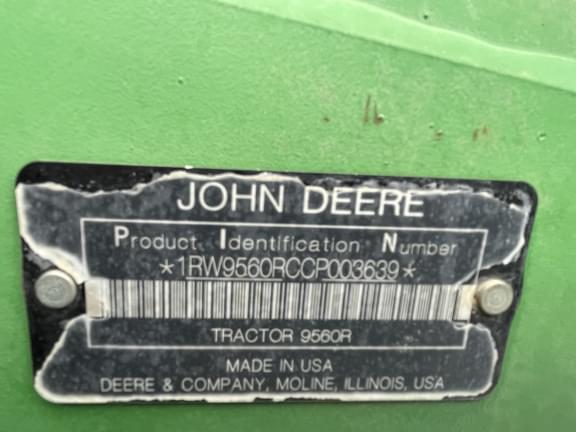 JOHN DEERE
Product Identification Number
*1RW9560RCCP003639*
TRACTOR 9560R
MADE IN USA
DEERE & COMPANY, MOLINE, ILLINOIS, USA